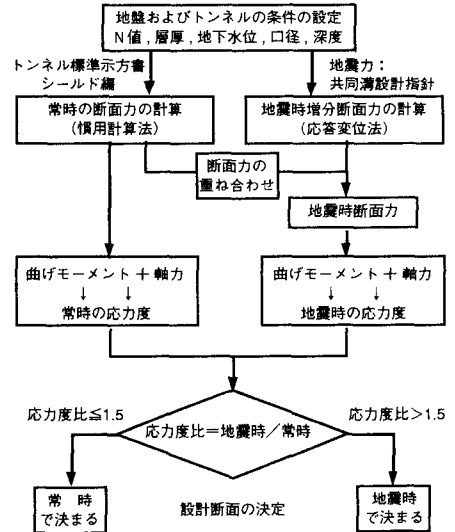 地盤およびトンネルの条件の設定
N値，層厚，地下水位，口径，深度
トンネル標準示方書
シールド編
地震力：
共同溝設計指針
常時の断面力の計算
（慣用計算法）
地震時増分断面力の計算
（応答変位法）
断面力の
重ね合わせ
地震時断面力
曲げモーメント ＋ 軸力
↓ ↓
常時の応力度
曲げモーメント ＋ 軸力
↓ ↓
地震時の応力度
応力度比≦1.5
応力度比＞1.5
応力度比＝地震時／常時
常 時
で決まる
設計断面の決定
地震時
で決まる